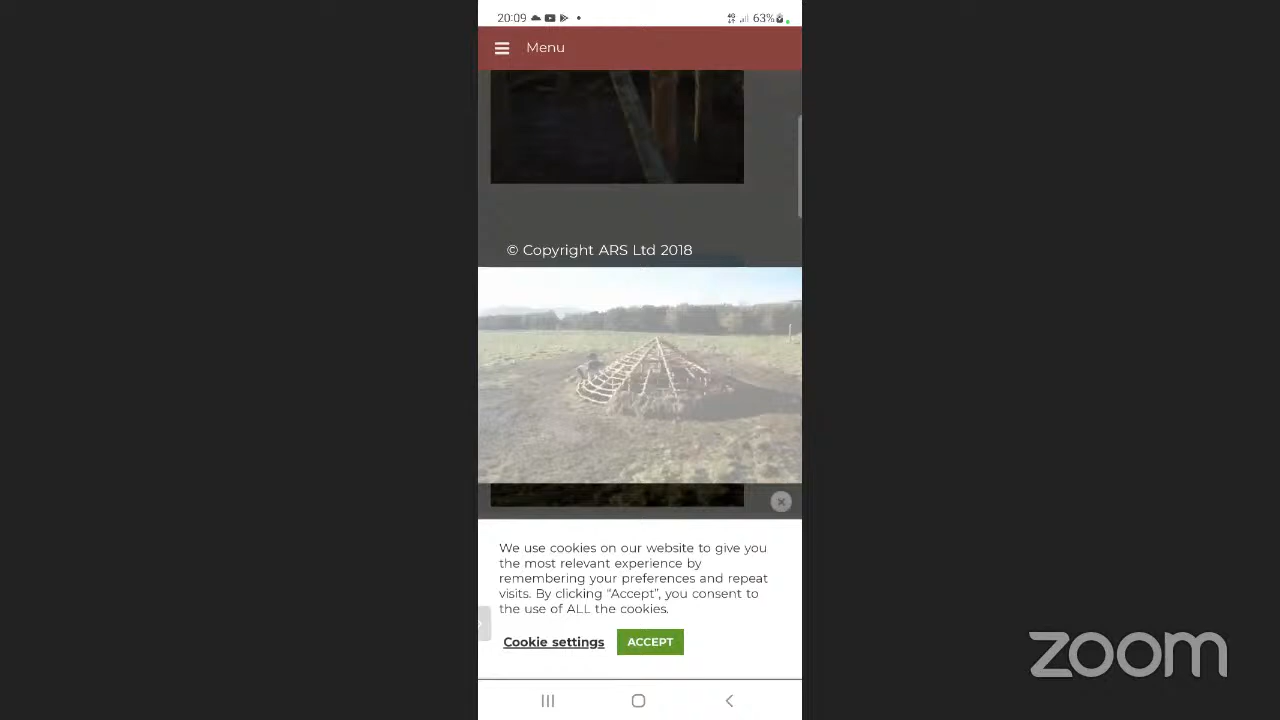 20:09 63%
Menu
© Copyright ARS Ltd 2018
We use cookies on our website to give you
the most relevant experience by
remembering your preferences and repeat
visits. By clicking “Accept”, you consent to
the use of ALL the cookies.
Cookie settings ACCEPT
zoom